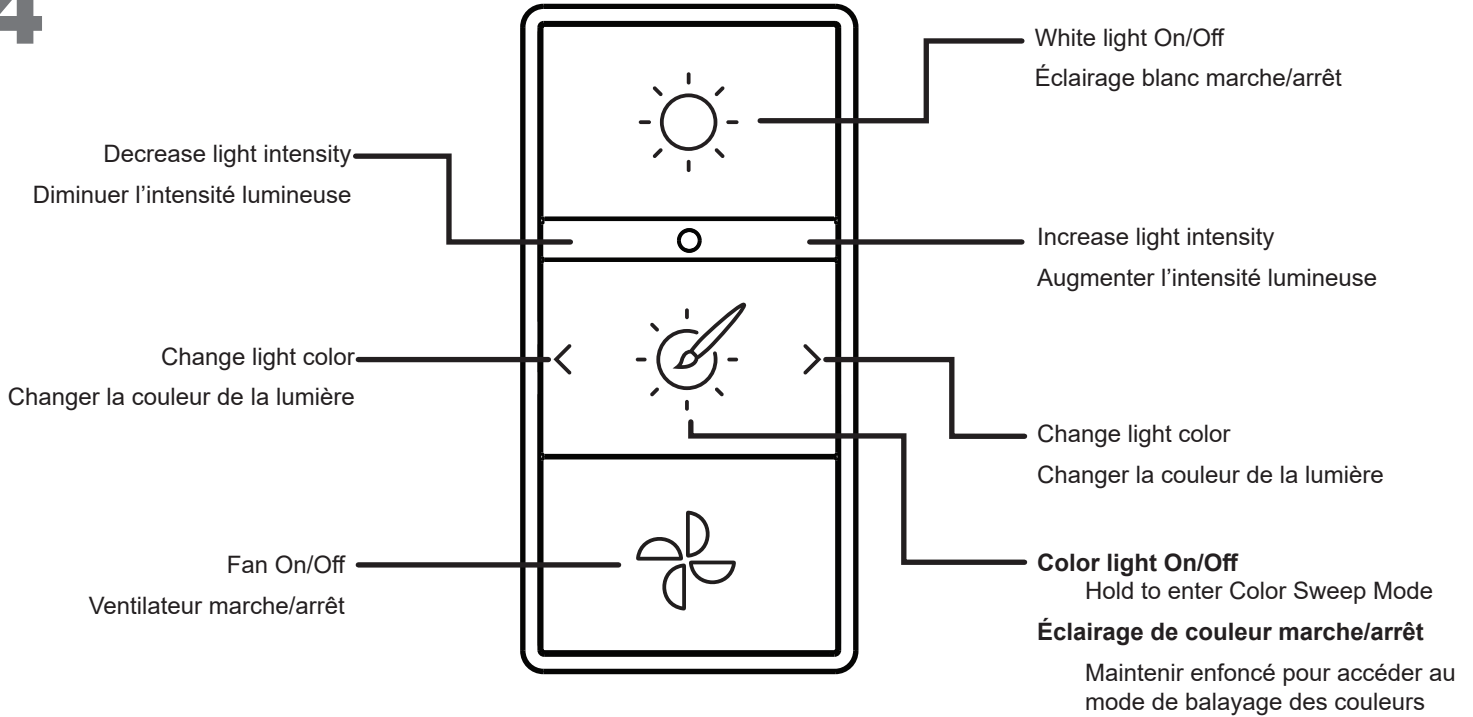 4
White light On/Off
Éclairage blanc marche/arrêt
Decrease light intensity
Diminuer l’intensité lumineuse
Increase light intensity
Augmenter l’intensité lumineuse
Change light color
Changer la couleur de la lumière
Change light color
Changer la couleur de la lumière
Fan On/Off
Ventilateur marche/arrêt
Color light On/Off
Hold to enter Color Sweep Mode
Éclairage de couleur marche/arrêt
Maintenir enfoncé pour accéder au
mode de balayage des couleurs